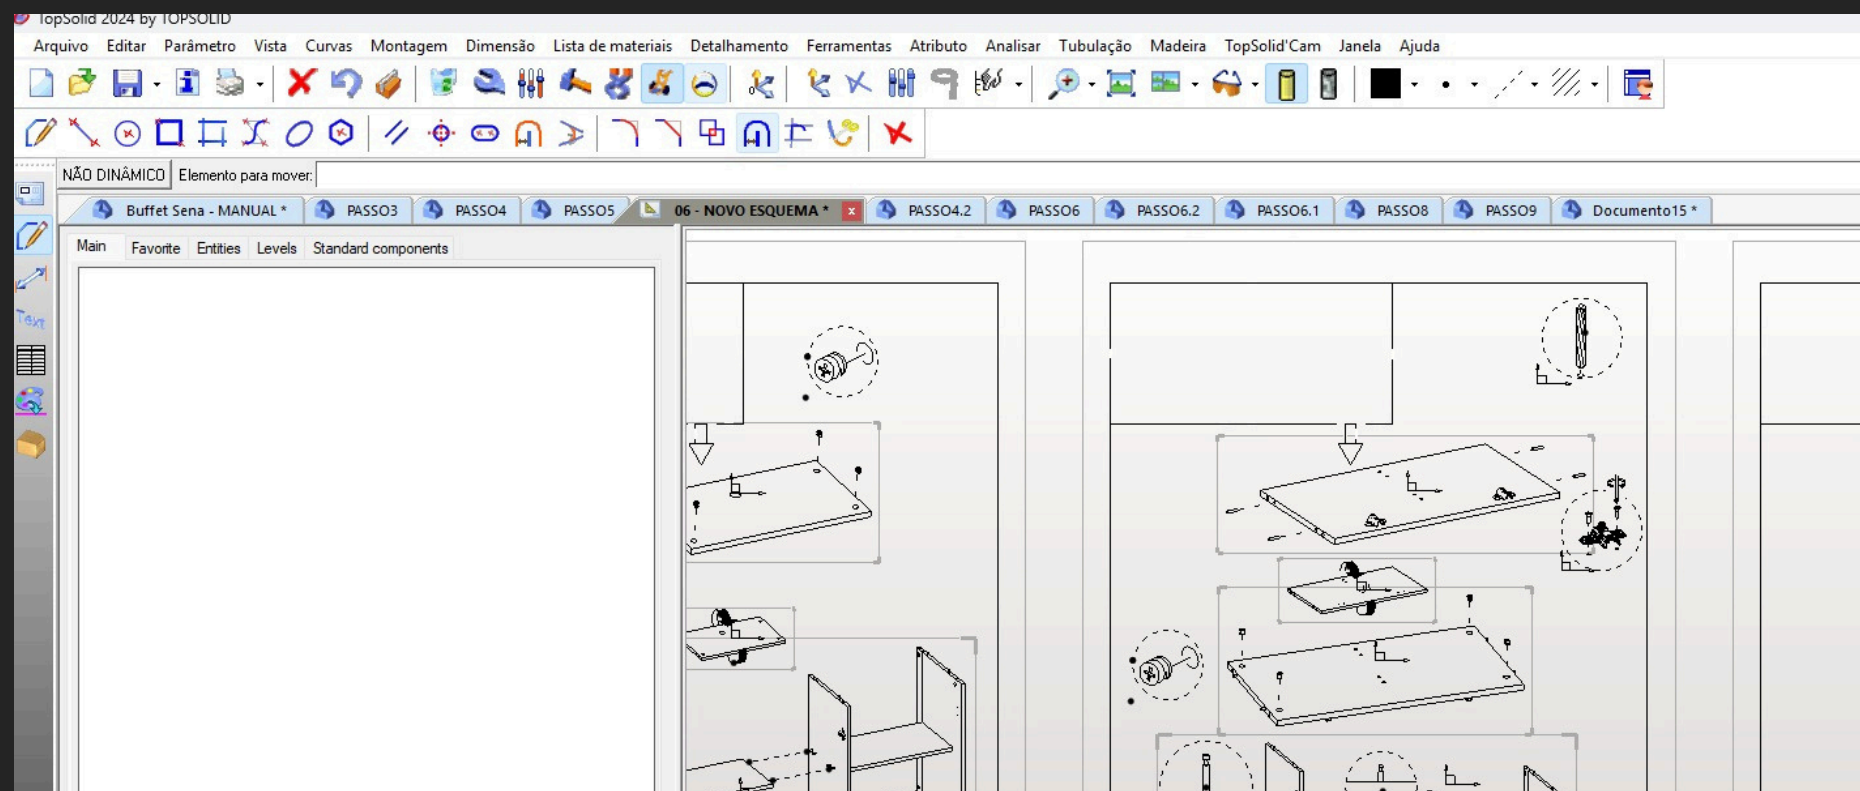 TopSolid 2024 by TOPSOLID
Arquivo Editar Parâmetro Vista Curvas Montagem Dimensão Lista de materiais Detalhamento Ferramentas Atributo Analisar Tubulação Madeira TopSolid'Cam Janela Ajuda
NÃO DINÂMICO Elemento para mover:
Buffet Sena - MANUAL * PASSO3 PASSO4 PASSO5 06 - NOVO ESQUEMA * x PASSO4.2 PASSO6 PASSO6.2 PASSO6.1 PASSO8 PASSO9 Documento15 *
Main Favorite Entities Levels Standard components
Text